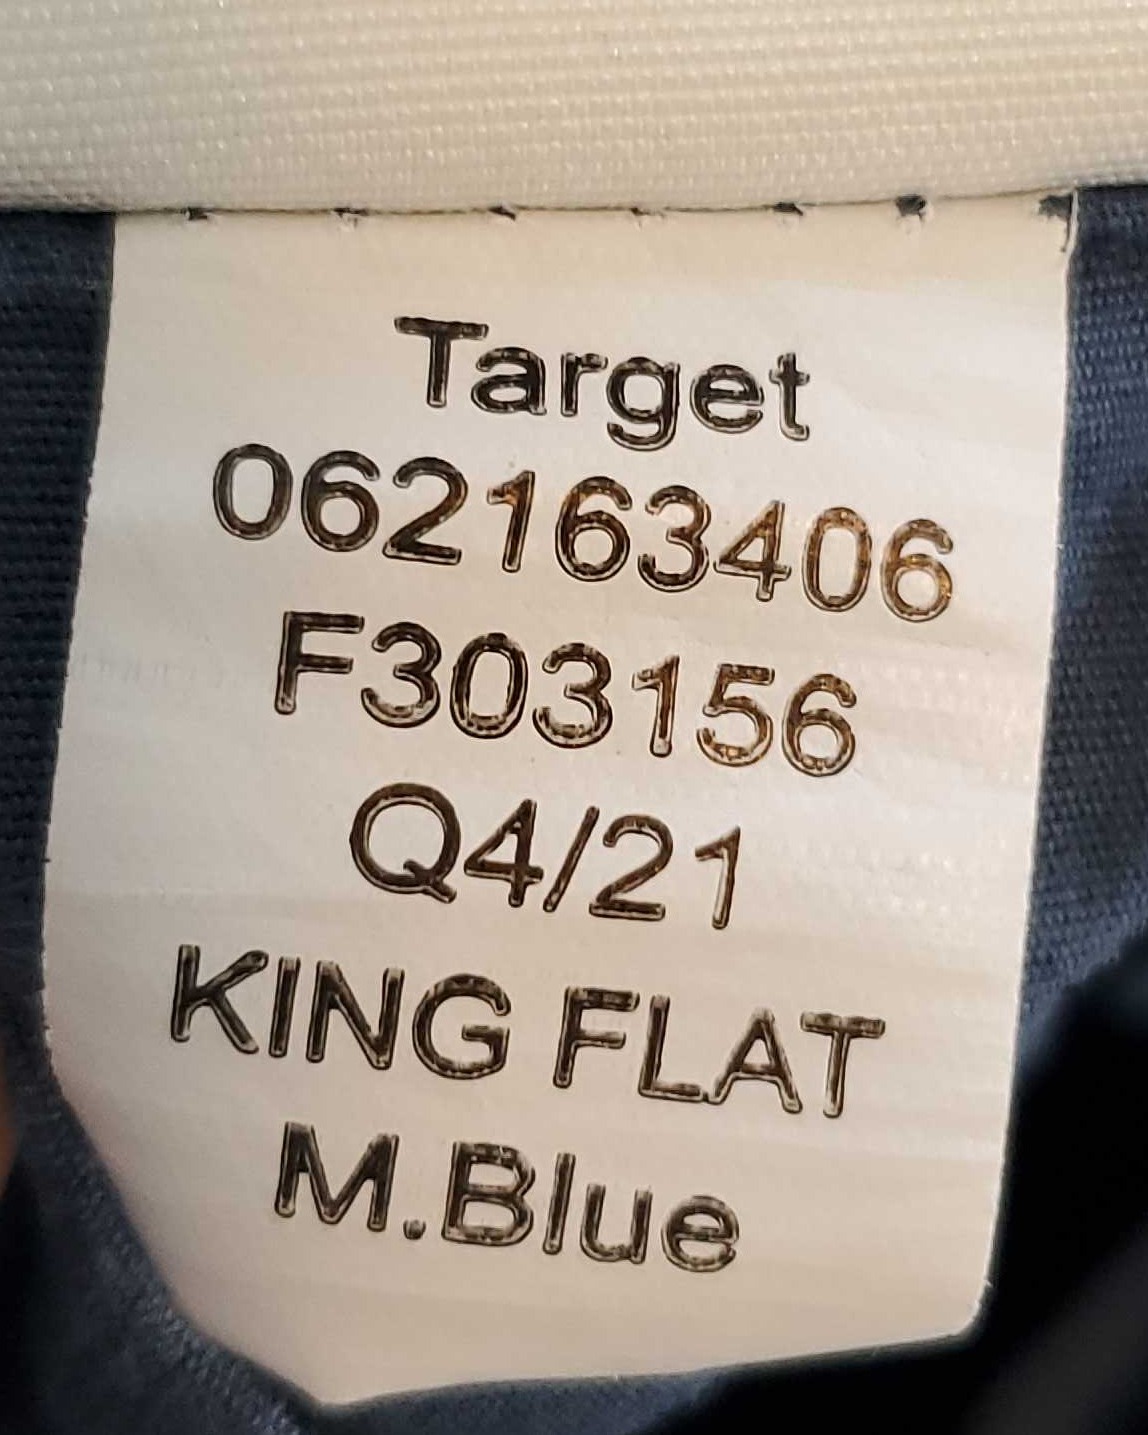 Target
062163406
F303156
Q4/21
KING FLAT
M.Blue